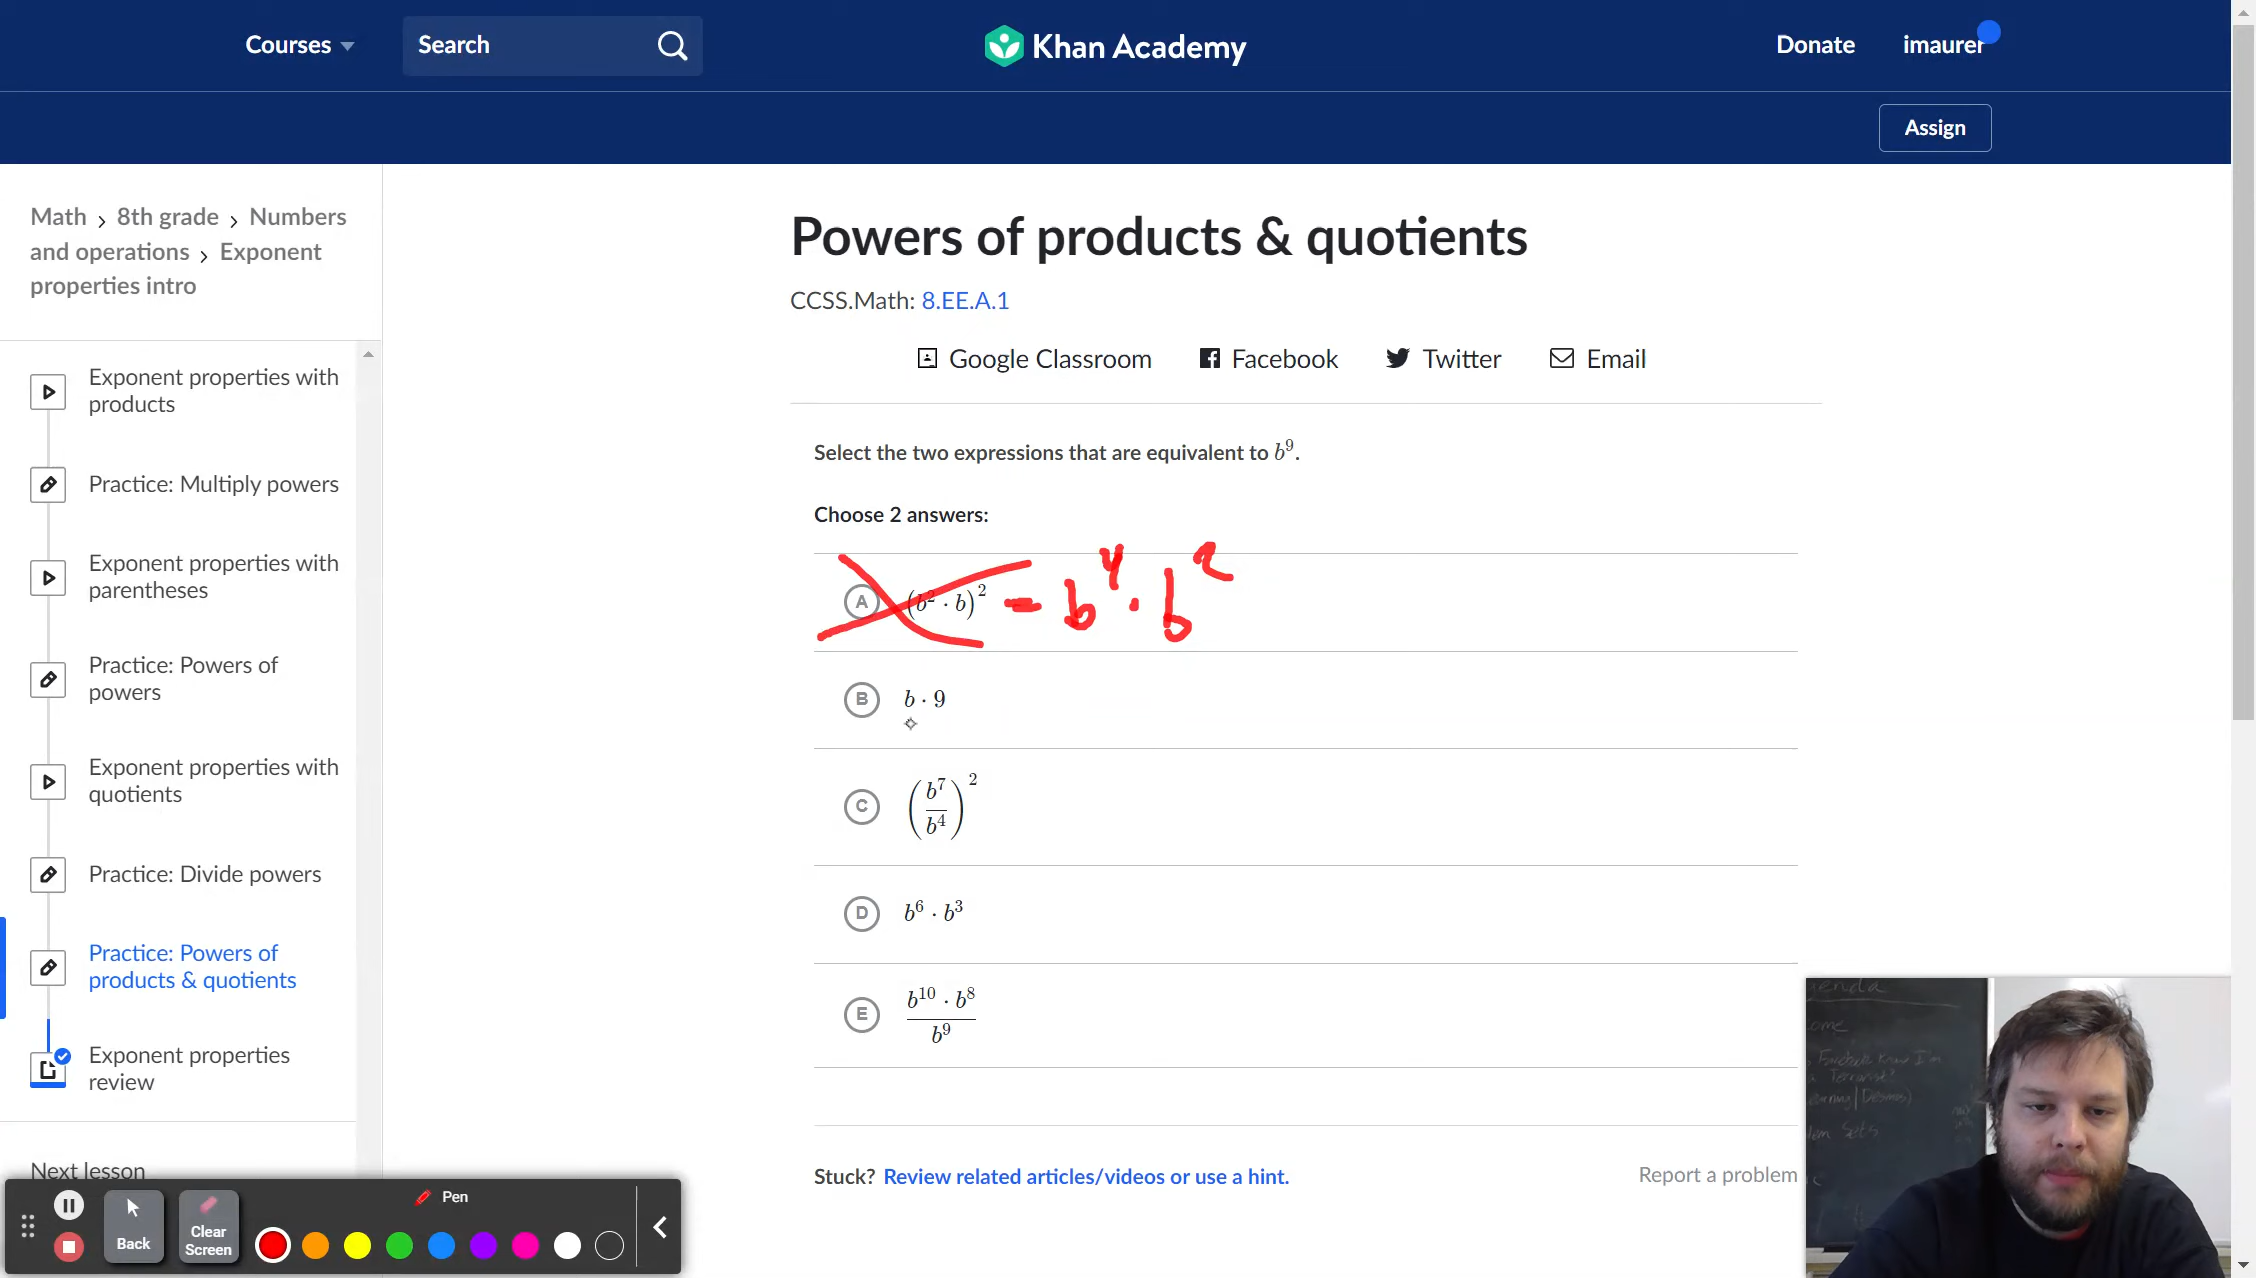 Courses Search Khan Academy Donate imaurer
Assign
Math › 8th grade › Numbers
and operations › Exponent
properties intro
Exponent properties with
products
Practice: Multiply powers
Exponent properties with
parentheses
Practice: Powers of
powers
Exponent properties with
quotients
Practice: Divide powers
Practice: Powers of
products & quotients
Exponent properties
review
Next lesson
Powers of products & quotients
CCSS.Math: 8.EE.A.1
Google Classroom Facebook Twitter Email
Select the two expressions that are equivalent to b⁹.
Choose 2 answers:
A (b² · b)² = b⁴ · b²
B b · 9
C (b⁷/b⁴)²
D b⁶ · b³
E (b¹⁰ · b⁸)/b⁹
Stuck? Review related articles/videos or use a hint. Report a problem
Pen
Back
Clear
Screen